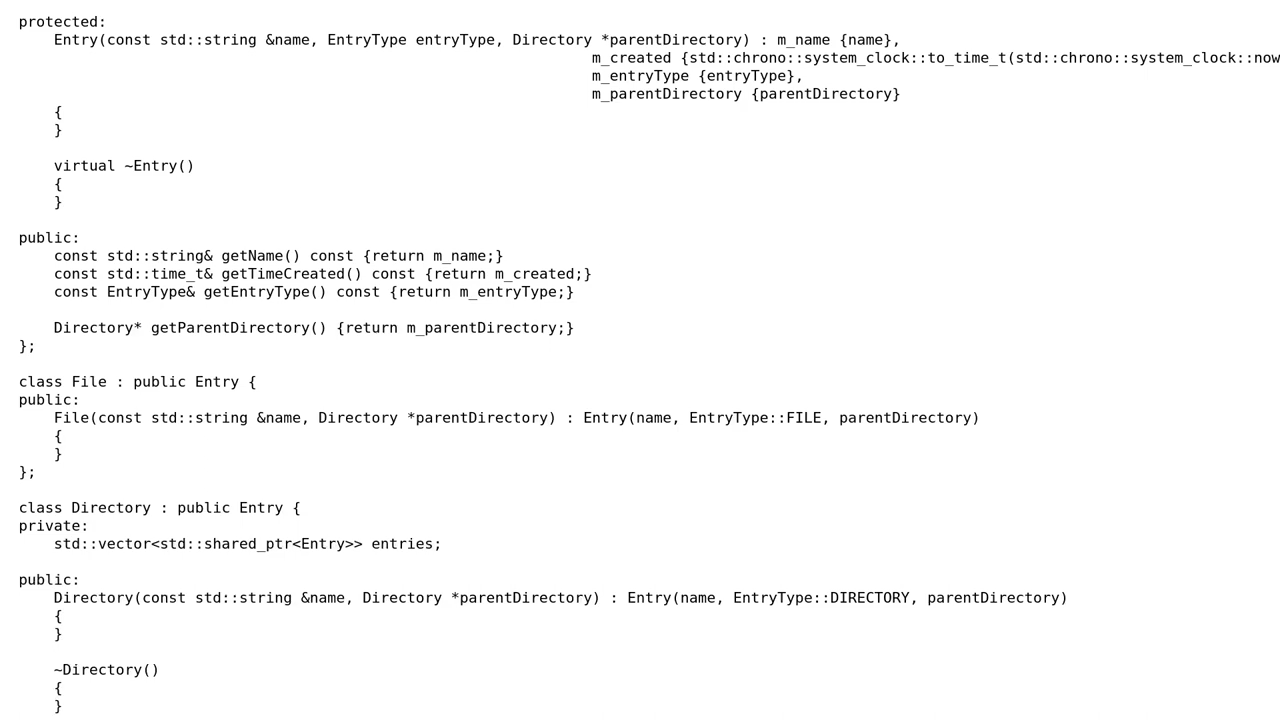 protected:
    Entry(const std::string &name, EntryType entryType, Directory *parentDirectory) : m_name {name},
                                                                 m_created {std::chrono::system_clock::to_time_t(std::chrono::system_clock::now
                                                                 m_entryType {entryType},
                                                                 m_parentDirectory {parentDirectory}
    {
    }

    virtual ~Entry()
    {
    }

public:
    const std::string& getName() const {return m_name;}
    const std::time_t& getTimeCreated() const {return m_created;}
    const EntryType& getEntryType() const {return m_entryType;}

    Directory* getParentDirectory() {return m_parentDirectory;}
};

class File : public Entry {
public:
    File(const std::string &name, Directory *parentDirectory) : Entry(name, EntryType::FILE, parentDirectory)
    {
    }
};

class Directory : public Entry {
private:
    std::vector<std::shared_ptr<Entry>> entries;

public:
    Directory(const std::string &name, Directory *parentDirectory) : Entry(name, EntryType::DIRECTORY, parentDirectory)
    {
    }

    ~Directory()
    {
    }